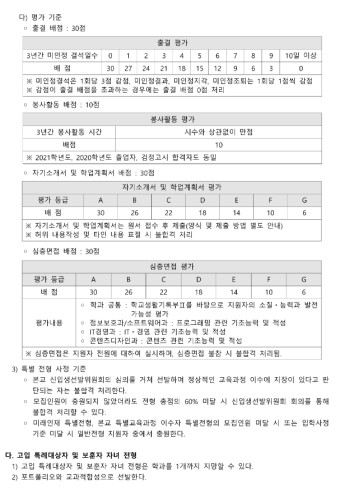 다) 평가 기준
◦ 출결 배점 : 30점
출결 평가
3년간 미인정 결석일수 0 1 2 3 4 5 6 7 8 9 10일 이상
배 점 30 27 24 21 18 15 12 9 6 3 0
※ 미인정결석은 1회당 3점 감점, 미인정결과, 미인정지각, 미인정조퇴는 1회당 1점씩 감점
※ 감점이 출결 배점을 초과하는 경우에는 출결 배점 0점 처리
◦ 봉사활동 배점 : 10점
봉사활동 평가
3년간 봉사활동 시간 시수와 상관없이 만점
배점 10
※ 2021학년도, 2020학년도 졸업자, 검정고시 합격자도 동일
◦ 자기소개서 및 학업계획서 배점 : 30점
자기소개서 및 학업계획서 평가
평가 등급 A B C D E F G
배 점 30 26 22 18 14 10 6
※ 자기소개서 및 학업계획서는 원서 접수 후 제출(양식 및 제출 방법 별도 안내)
※ 허위 내용작성 및 타인 내용 표절 시 불합격 처리
◦ 심층면접 배점 : 30점
심층면접 평가
평가 등급 A B C D E F G
배 점 30 26 22 18 14 10 6
평가내용
◦ 학과 공통 : 학교생활기록부Ⅱ를 바탕으로 지원자의 소질・능력과 발전
가능성 평가
◦ 정보보호과/소프트웨어과 : 프로그래밍 관련 기초능력 및 적성
◦ IT경영과 : IT・경영 관련 기초능력 및 적성
◦ 콘텐츠디자인과 : 콘텐츠 관련 기초능력 및 적성
※ 심층면접은 지원자 전원에 대하여 실시하며, 심층면접 불참 시 불합격 처리됨.
3) 특별 전형 사정 기준
◦ 본교 신입생선발위원회의 심의를 거쳐 선발하며 정상적인 교육과정 이수에 지장이 있다고 판
단되는 자는 불합격 처리한다.
◦ 모집인원이 충원되지 않았더라도 전형 총점의 60% 미달 시 신입생선발위원회 회의를 통해
불합격 처리할 수 있다.
◦ 미래인재 특별전형, 본교 특별교육과정 이수자 특별전형의 모집인원 미달 시 또는 입학사정
기준 미달 시 일반전형 지원자 중에서 충원한다.
다. 고입 특례대상자 및 보훈자 자녀 전형
1) 고입 특례대상자 및 보훈자 자녀 전형은 학과를 1개까지 지망할 수 있다.
2) 포트폴리오와 교과적합성으로 선발한다.